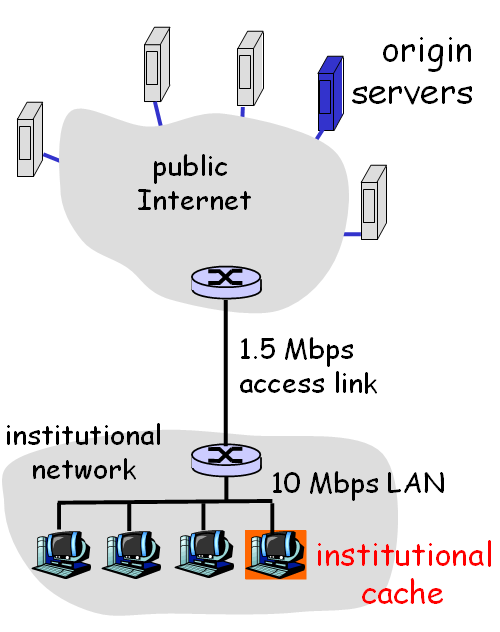 origin
servers
public
Internet
1.5 Mbps
access link
institutional
network
10 Mbps LAN
institutional
cache